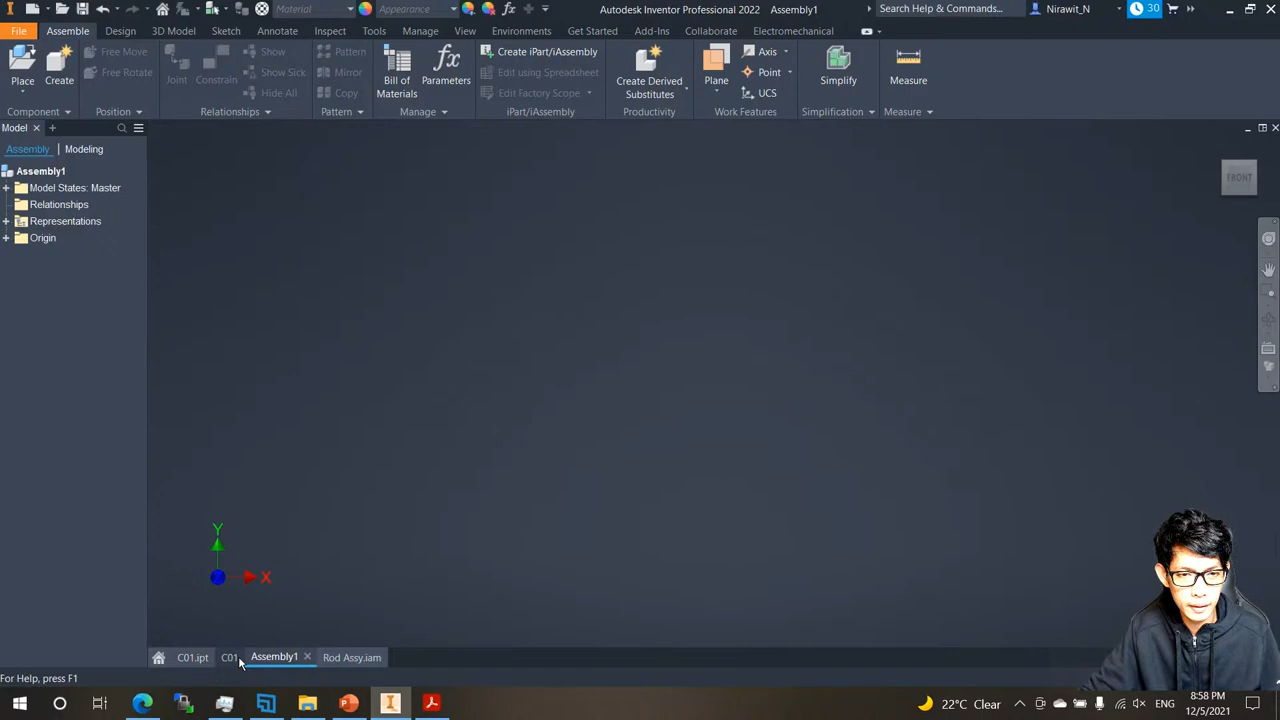 Material
Appearance
Autodesk Inventor Professional 2022 Assembly1
Search Help & Commands...
Nirawit_N
30
File
Assemble
Design
3D Model
Sketch
Annotate
Inspect
Tools
Manage
View
Environments
Get Started
Add-Ins
Collaborate
Electromechanical
Place
Create
Free Move
Free Rotate
Joint
Constrain
Show
Show Sick
Hide All
Pattern
Mirror
Copy
Bill of
Materials
fx
Parameters
Create iPart/iAssembly
Edit using Spreadsheet
Edit Factory Scope
Create Derived
Substitutes
Plane
Axis
Point
UCS
Simplify
Measure
Component
Position
Relationships
Pattern
Manage
iPart/iAssembly
Productivity
Work Features
Simplification
Measure
Model
Assembly
Modeling
Assembly1
Model States: Master
Relationships
Representations
Origin
FRONT
Y
X
C01.ipt
C01
Assembly1
Rod Assy.iam
For Help, press F1
22°C Clear
ENG
8:58 PM
12/5/2021